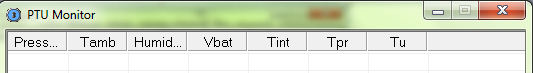 PTU Monitor
Press... Tamb Humid... Vbat Tint Tpr Tu